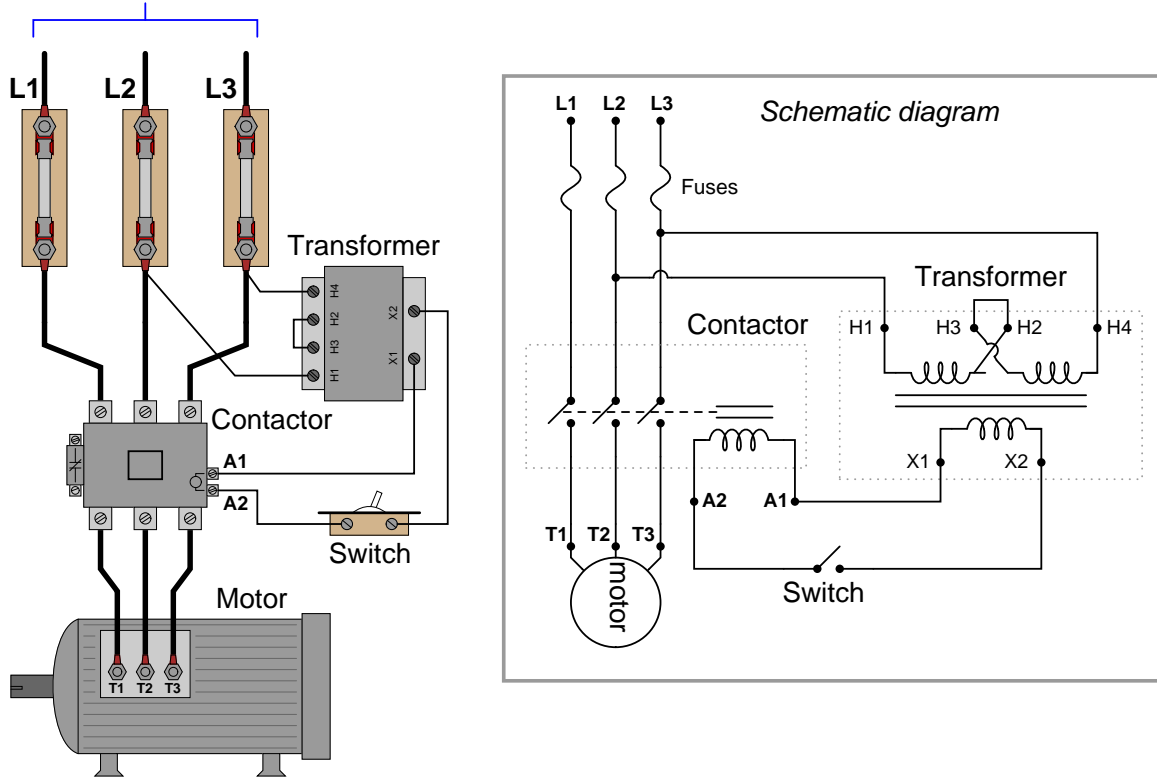 L1 L2 L3
Transformer
H4
H2
H3
H1
X2
X1
Contactor
A1
A2
Switch
Motor
T1 T2 T3
Schematic diagram
L1 L2 L3
Fuses
Transformer
Contactor
H1 H3 H2 H4
X1 X2
A2 A1
T1 T2 T3
motor
Switch